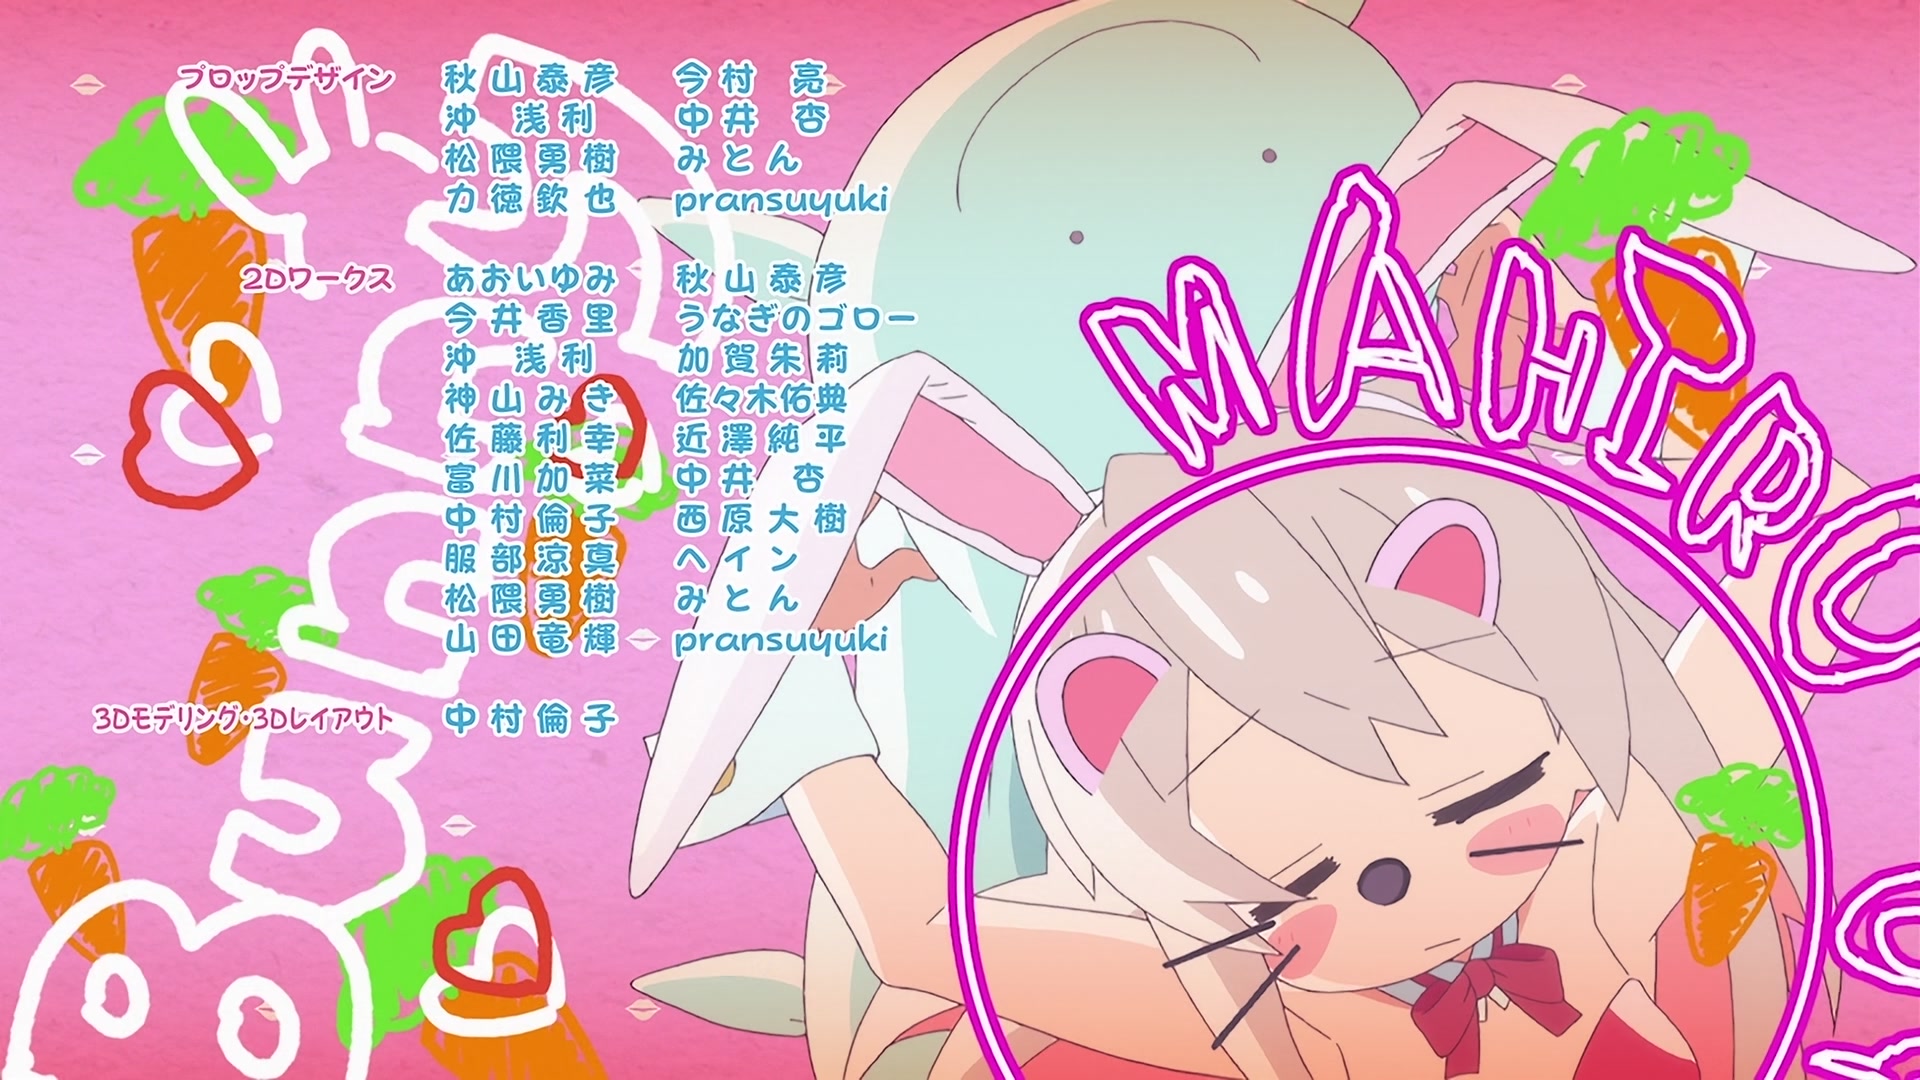 プロップデザイン
秋山泰彦 今村 亮
沖 浅利 中井 杏
松隈勇樹 みとん
力徳欽也 pransuyuki
2Dワークス
あおいゆみ 秋山泰彦
今井香里 うなぎのゴロー
沖 浅利 加賀朱莉
神山みき 佐々木佑典
佐藤利幸 近澤純平
富川加菜 中井 杏
中村倫子 西原大樹
服部涼真 ヘイン
松隈勇樹 みとん
山田竜輝 pransuyuki
3Dモデリング・3Dレイアウト
中村倫子
MAHIRO